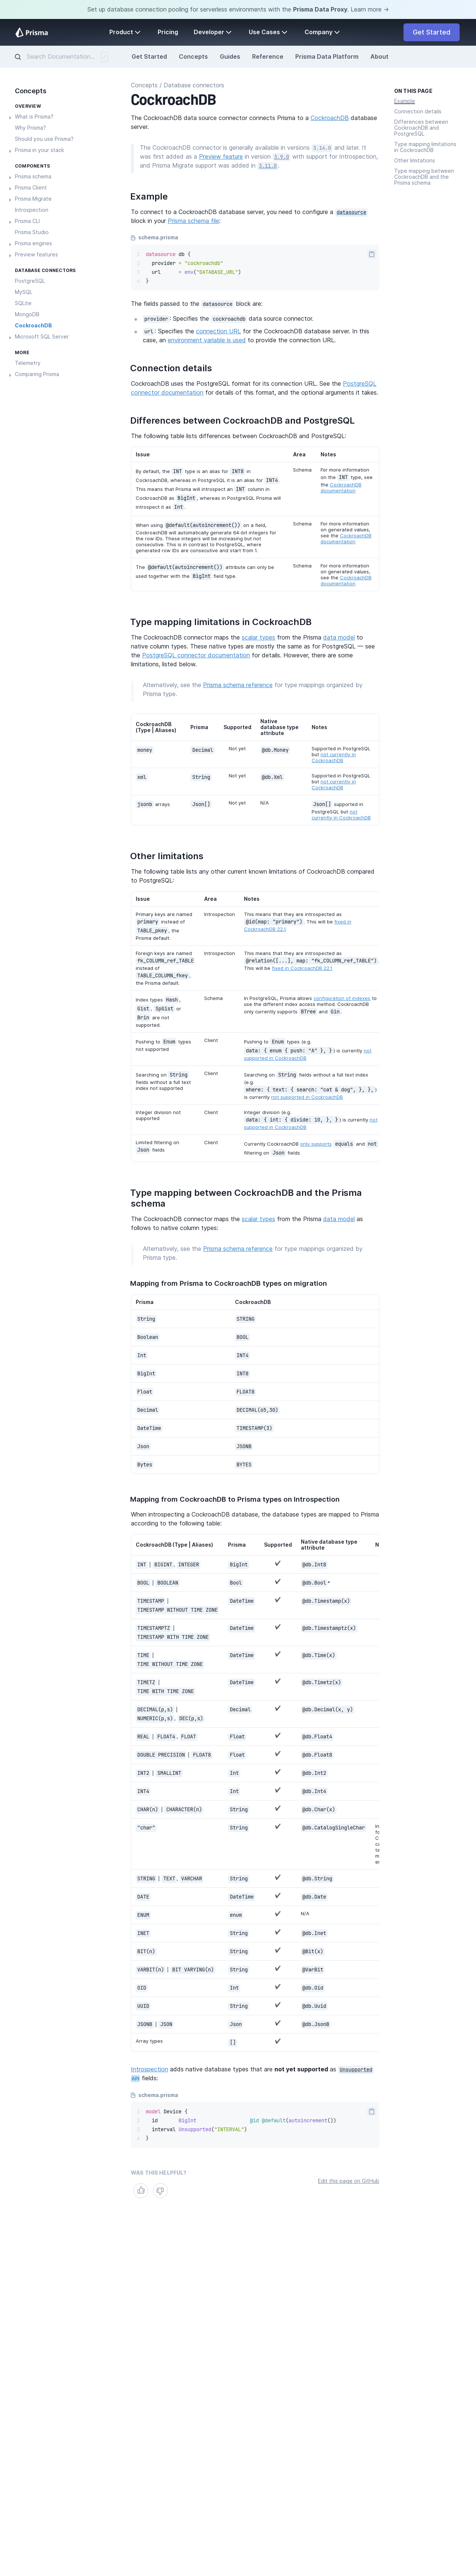 Set up database connection pooling for serverless environments with the Prisma Data Proxy. Learn more →
Prisma
Product
Pricing
Developer
Use Cases
Company
Get Started
Search Documentation...
/
Get Started
Concepts
Guides
Reference
Prisma Data Platform
About
Concepts
OVERVIEW
What is Prisma?
Why Prisma?
Should you use Prisma?
Prisma in your stack
COMPONENTS
Prisma schema
Prisma Client
Prisma Migrate
Introspection
Prisma CLI
Prisma Studio
Prisma engines
Preview features
DATABASE CONNECTORS
PostgreSQL
MySQL
SQLite
MongoDB
CockroachDB
Microsoft SQL Server
MORE
Telemetry
Comparing Prisma
Concepts / Database connectors
CockroachDB
The CockroachDB data source connector connects Prisma to a CockroachDB database
server.
The CockroachDB connector is generally available in versions 3.14.0 and later. It
was first added as a Preview feature in version 3.9.0 with support for Introspection,
and Prisma Migrate support was added in 3.11.0.
Example
To connect to a CockroachDB database server, you need to configure a datasource
block in your Prisma schema file:
schema.prisma
1 datasource db {
2 provider = "cockroachdb"
3 url = env("DATABASE_URL")
4 }
The fields passed to the datasource block are:
provider: Specifies the cockroachdb data source connector.
url: Specifies the connection URL for the CockroachDB database server. In this
case, an environment variable is used to provide the connection URL.
Connection details
CockroachDB uses the PostgreSQL format for its connection URL. See the PostgreSQL
connector documentation for details of this format, and the optional arguments it takes.
Differences between CockroachDB and PostgreSQL
The following table lists differences between CockroachDB and PostgreSQL:
Issue Area Notes
By default, the INT type is an alias for INT8 in
CockroachDB, whereas in PostgreSQL it is an alias for INT4.
This means that Prisma will introspect an INT column in
CockroachDB as BigInt, whereas in PostgreSQL Prisma will
introspect it as Int.
Schema
For more information
on the INT type, see
the CockroachDB
documentation
When using @default(autoincrement()) on a field,
CockroachDB will automatically generate 64-bit integers for
the row IDs. These integers will be increasing but not
consecutive. This is in contrast to PostgreSQL, where
generated row IDs are consecutive and start from 1.
Schema
For more information
on generated values,
see the CockroachDB
documentation
The @default(autoincrement()) attribute can only be
used together with the BigInt field type.
Schema
For more information
on generated values,
see the CockroachDB
documentation
Type mapping limitations in CockroachDB
The CockroachDB connector maps the scalar types from the Prisma data model to
native column types. These native types are mostly the same as for PostgreSQL — see
the PostgreSQL connector documentation for details. However, there are some
limitations, listed below.
Alternatively, see the Prisma schema reference for type mappings organized by
Prisma type.
CockroachDB
(Type | Aliases)
Prisma
Supported
Native
database type
attribute
Notes
money Decimal Not yet @db.Money
Supported in PostgreSQL
but not currently in
CockroachDB
xml String Not yet @db.Xml
Supported in PostgreSQL
but not currently in
CockroachDB
jsonb arrays Json[] Not yet N/A
Json[] supported in
PostgreSQL but not
currently in CockroachDB
Other limitations
The following table lists any other current known limitations of CockroachDB compared
to PostgreSQL:
Issue Area Notes
Primary keys are named
primary instead of
TABLE_pkey, the
Prisma default.
Introspection
This means that they are introspected as
@id(map: "primary"). This will be fixed in
CockroachDB 22.1
Foreign keys are named
fk_COLUMN_ref_TABLE
instead of
TABLE_COLUMN_fkey,
the Prisma default.
Introspection
This means that they are introspected as
@relation([...], map: "fk_COLUMN_ref_TABLE").
This will be fixed in CockroachDB 22.1
Index types Hash,
Gist, SpGist or
Brin are not
supported.
Schema
In PostgreSQL, Prisma allows configuration of indexes to
use the different index access method. CockroachDB
only currently supports BTree and Gin.
Pushing to Enum types
not supported
Client
Pushing to Enum types (e.g.
data: { enum { push: "A" }, }) is currently not
supported in CockroachDB
Searching on String
fields without a full text
index not supported
Client
Searching on String fields without a full text index
(e.g.
where: { text: { search: "cat & dog", }, },)
is currently not supported in CockroachDB
Integer division not
supported
Client
Integer division (e.g.
data: { int: { divide: 10, }, }) is currently not
supported in CockroachDB
Limited filtering on
Json fields
Client
Currently CockroachDB only supports equals and not
filtering on Json fields
Type mapping between CockroachDB and the Prisma
schema
The CockroachDB connector maps the scalar types from the Prisma data model as
follows to native column types:
Alternatively, see the Prisma schema reference for type mappings organized by
Prisma type.
Mapping from Prisma to CockroachDB types on migration
Prisma CockroachDB
String STRING
Boolean BOOL
Int INT4
BigInt INT8
Float FLOAT8
Decimal DECIMAL(65,30)
DateTime TIMESTAMP(3)
Json JSONB
Bytes BYTES
Mapping from CockroachDB to Prisma types on Introspection
When introspecting a CockroachDB database, the database types are mapped to Prisma
according to the following table:
CockroachDB (Type | Aliases)
Prisma
Supported
Native database type
attribute
N
INT | BIGINT, INTEGER BigInt ✔ @db.Int8
BOOL | BOOLEAN Bool ✔ @db.Bool*
TIMESTAMP |
TIMESTAMP WITHOUT TIME ZONE
DateTime ✔ @db.Timestamp(x)
TIMESTAMPTZ |
TIMESTAMP WITH TIME ZONE
DateTime ✔ @db.Timestamptz(x)
TIME |
TIME WITHOUT TIME ZONE
DateTime ✔ @db.Time(x)
TIMETZ |
TIME WITH TIME ZONE
DateTime ✔ @db.Timetz(x)
DECIMAL(p,s) |
NUMERIC(p,s), DEC(p,s)
Decimal ✔ @db.Decimal(x, y)
REAL | FLOAT4, FLOAT Float ✔ @db.Float4
DOUBLE PRECISION | FLOAT8 Float ✔ @db.Float8
INT2 | SMALLINT Int ✔ @db.Int2
INT4 Int ✔ @db.Int4
CHAR(n) | CHARACTER(n) String ✔ @db.Char(x)
"char" String ✔ @db.CatalogSingleChar
STRING | TEXT, VARCHAR String ✔ @db.String
DATE DateTime ✔ @db.Date
ENUM enum ✔ N/A
INET String ✔ @db.Inet
BIT(n) String ✔ @Bit(x)
VARBIT(n) | BIT VARYING(n) String ✔ @VarBit
OID Int ✔ @db.Oid
UUID String ✔ @db.Uuid
JSONB | JSON Json ✔ @db.JsonB
Array types [] ✔
Introspection adds native database types that are not yet supported as Unsupported
API fields:
schema.prisma
1 model Device {
2 id BigInt @id @default(autoincrement())
3 interval Unsupported("INTERVAL")
4 }
WAS THIS HELPFUL?
Edit this page on GitHub
ON THIS PAGE
Example
Connection details
Differences between
CockroachDB and
PostgreSQL
Type mapping limitations
in CockroachDB
Other limitations
Type mapping between
CockroachDB and the
Prisma schema